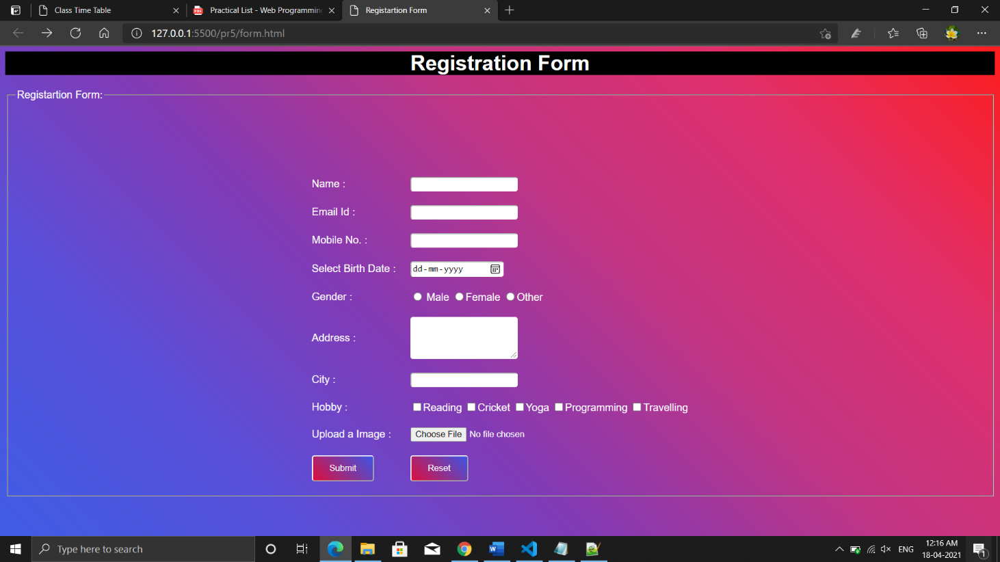 Class Time Table
Practical List - Web Programming
Registartion Form
127.0.0.1:5500/pr5/form.html
Registration Form
Registartion Form:
Name :
Email Id :
Mobile No. :
Select Birth Date : dd-mm-yyyy
Gender : Male Female Other
Address :
City :
Hobby : Reading Cricket Yoga Programming Travelling
Upload a Image : Choose File No file chosen
Submit Reset
Type here to search
ENG
12:16 AM
18-04-2021
1